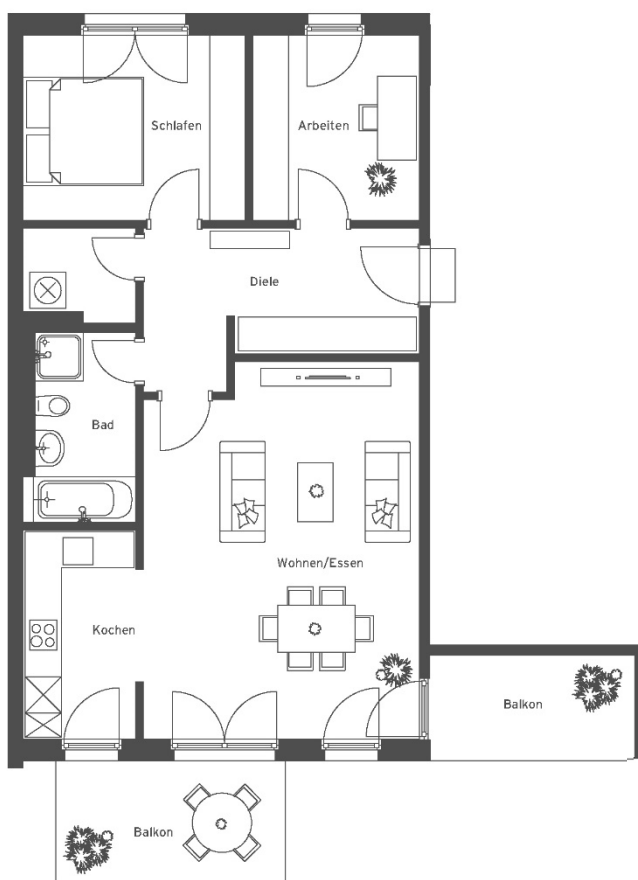 Schlafen
Arbeiten
Diele
Bad
Wohnen/Essen
Kochen
Balkon
Balkon